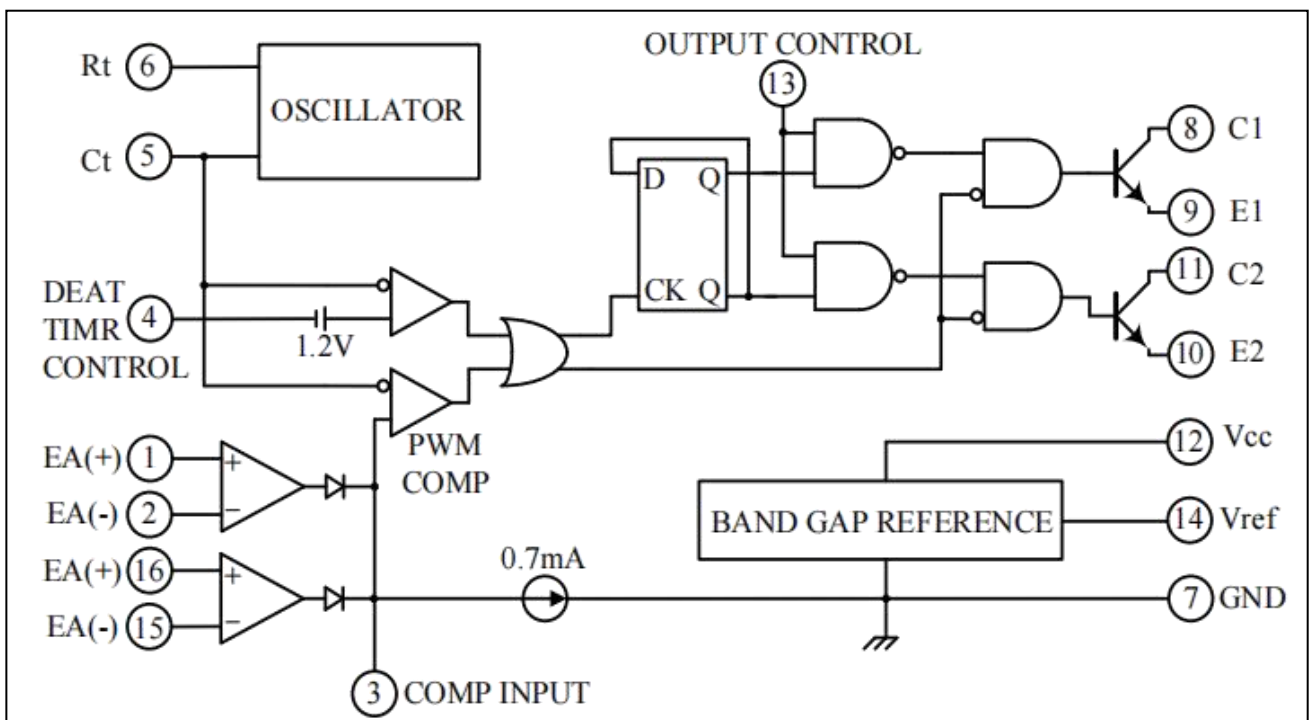 OUTPUT CONTROL
13
Rt 6
OSCILLATOR
Ct 5
D Q
CK Q
8 C1
9 E1
11 C2
10 E2
DEAT
TIMR
CONTROL
4
1.2V
PWM
COMP
EA(+) 1
EA(-) 2
EA(+) 16
EA(-) 15
+
−
+
−
0.7mA
BAND GAP REFERENCE
12 Vcc
14 Vref
7 GND
3 COMP INPUT